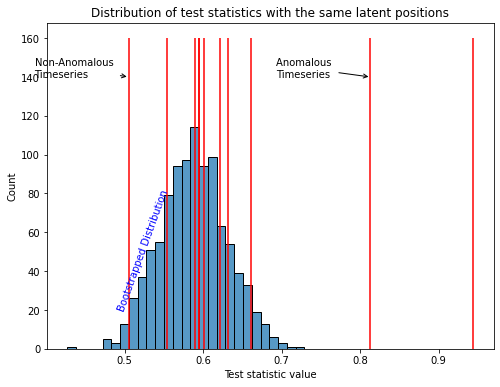 Distribution of test statistics with the same latent positions
160
140
120
100
80
60
40
20
0
Count
Non-Anomalous
Timeseries
Anomalous
Timeseries
Bootstrapped Distribution
0.5 0.6 0.7 0.8 0.9
Test statistic value